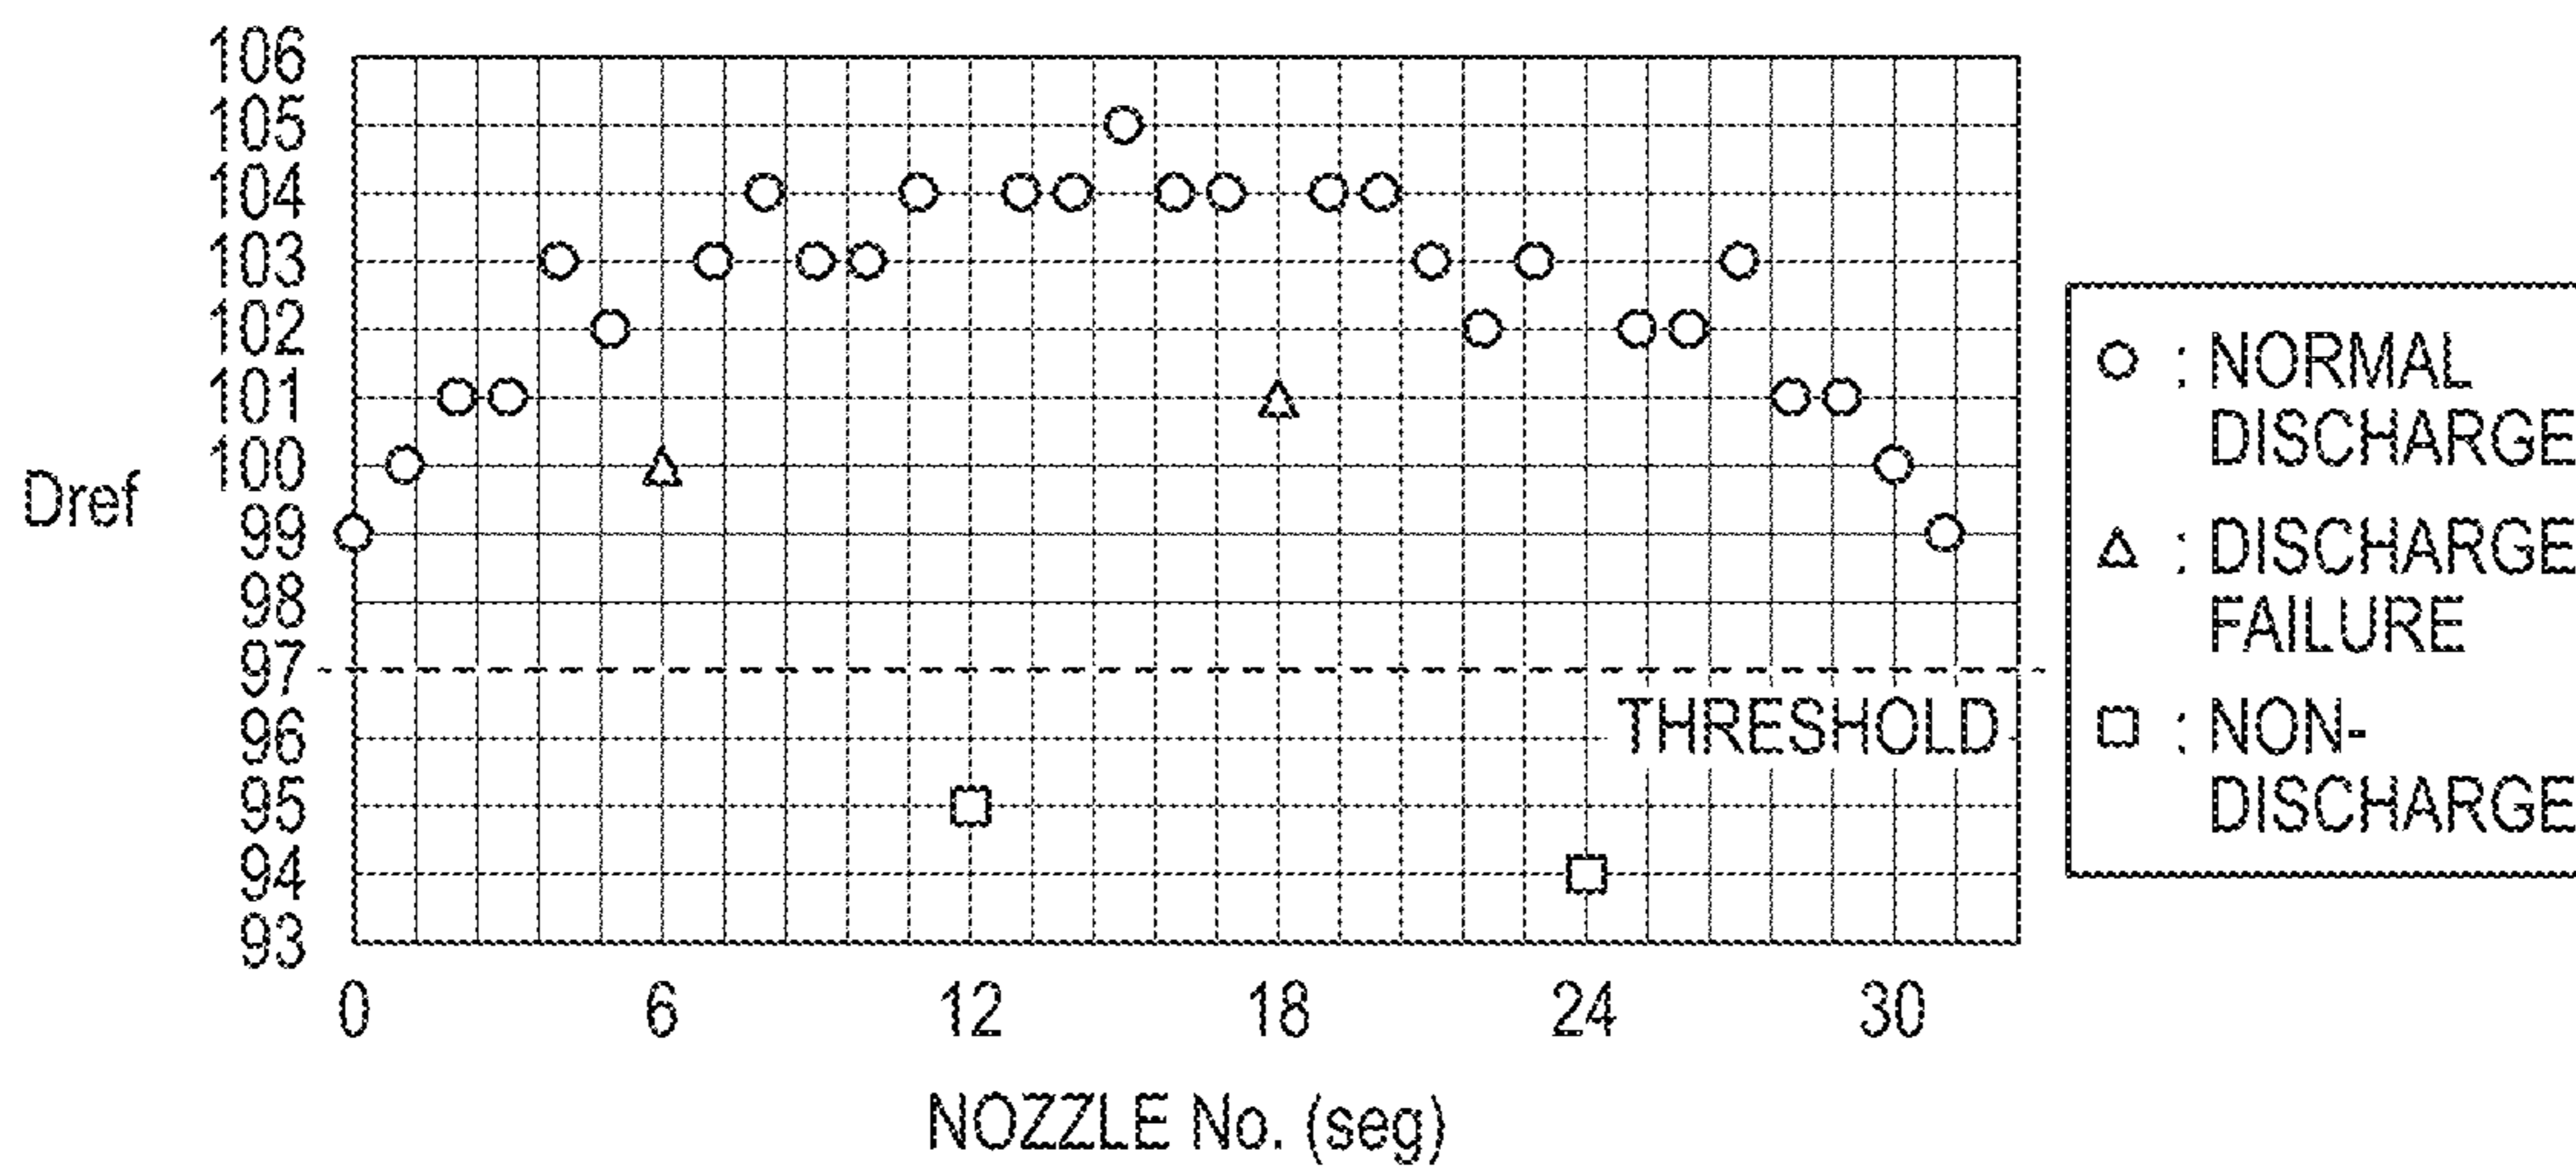 106
105
104
103
102
101
100
99
98
97
96
95
94
93
Dref
THRESHOLD
0 6 12 18 24 30
NOZZLE No. (seg)
○ : NORMAL
DISCHARGE
△ : DISCHARGE
FAILURE
□ : NON-
DISCHARGE